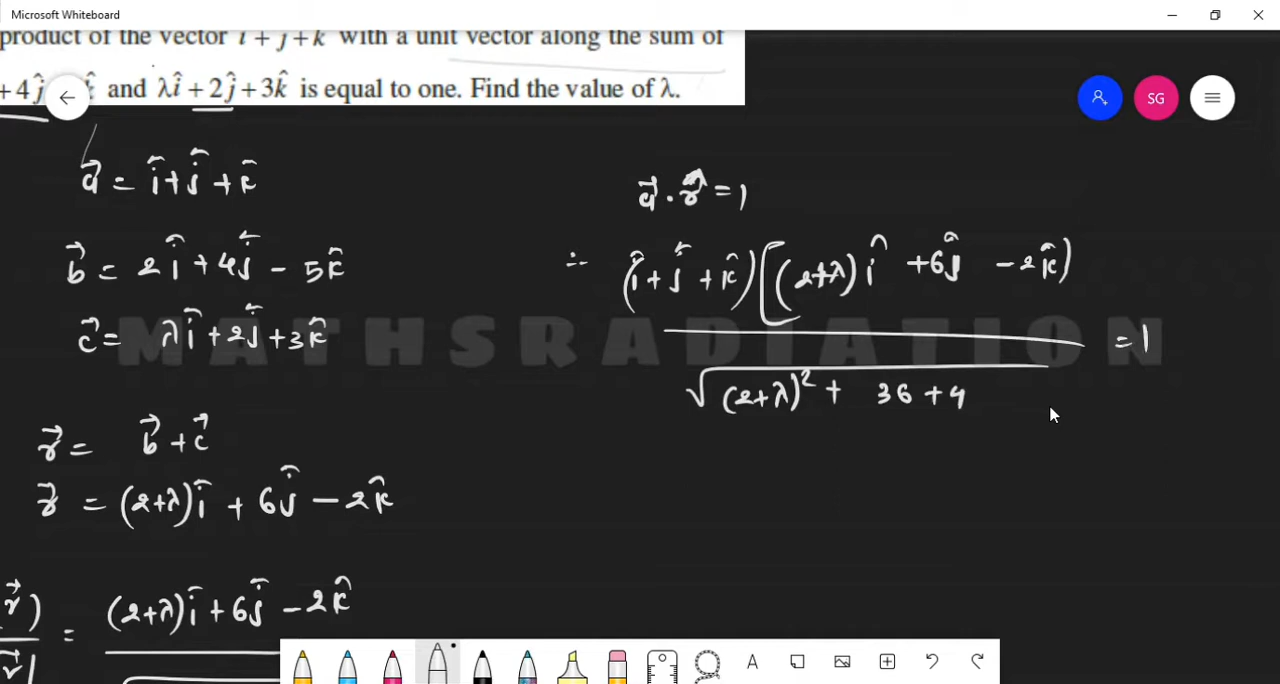 Microsoft Whiteboard
product of the vector î + ĵ + k̂ with a unit vector along the sum of
+4ĵ k̂ and λî + 2ĵ + 3k̂ is equal to one. Find the value of λ.
SG
a⃗ = î + ĵ + k̂
b⃗ = 2î + 4ĵ - 5k̂
c⃗ = λî + 2ĵ + 3k̂
r⃗ = b⃗ + c⃗
r⃗ = (2+λ)î + 6ĵ - 2k̂
r⃗)
|r⃗| = (2+λ)î + 6ĵ - 2k̂
a⃗ . r̂ = 1
∴ (î + ĵ + k̂)[(2+λ)î + 6ĵ - 2k̂)
= 1
√(2+λ)² + 36 + 4
MATHSRADIATION
A